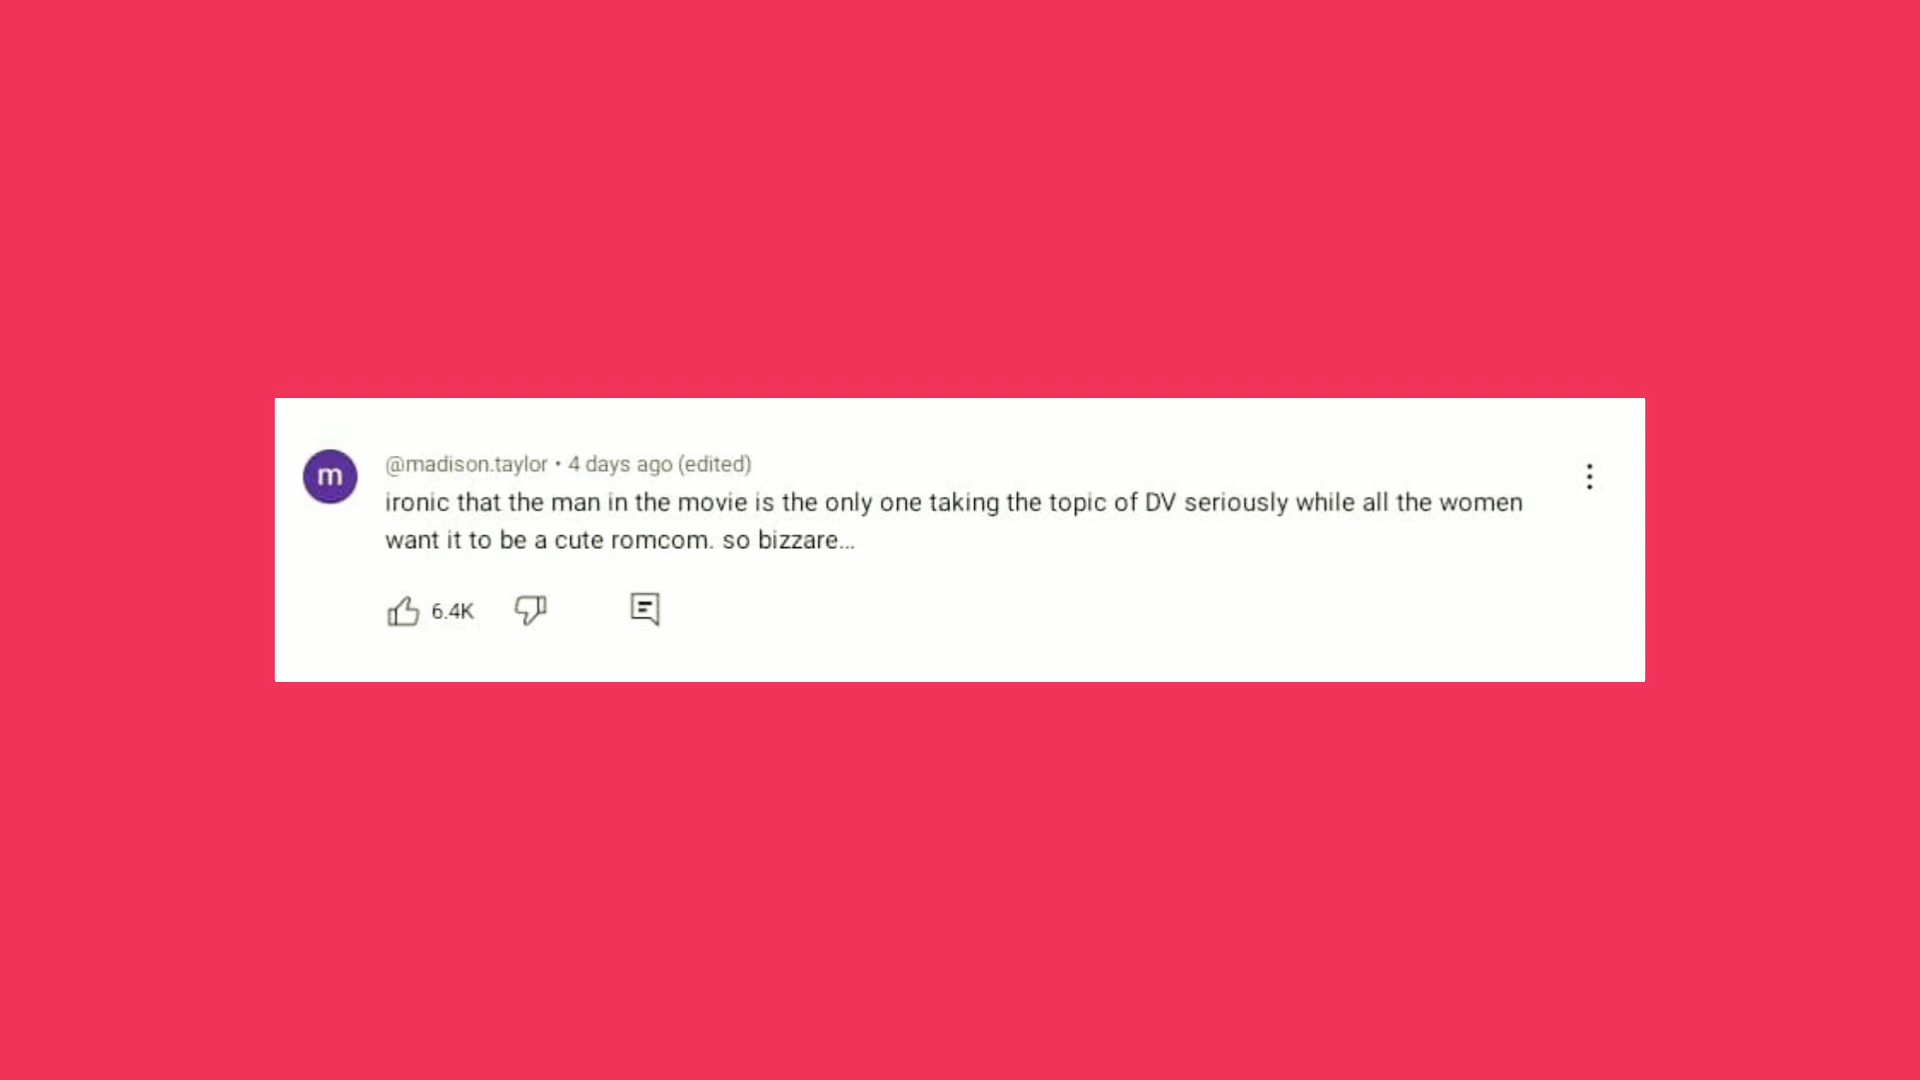 m
@madison.taylor • 4 days ago (edited)
ironic that the man in the movie is the only one taking the topic of DV seriously while all the women
want it to be a cute romcom. so bizzare...
6.4K